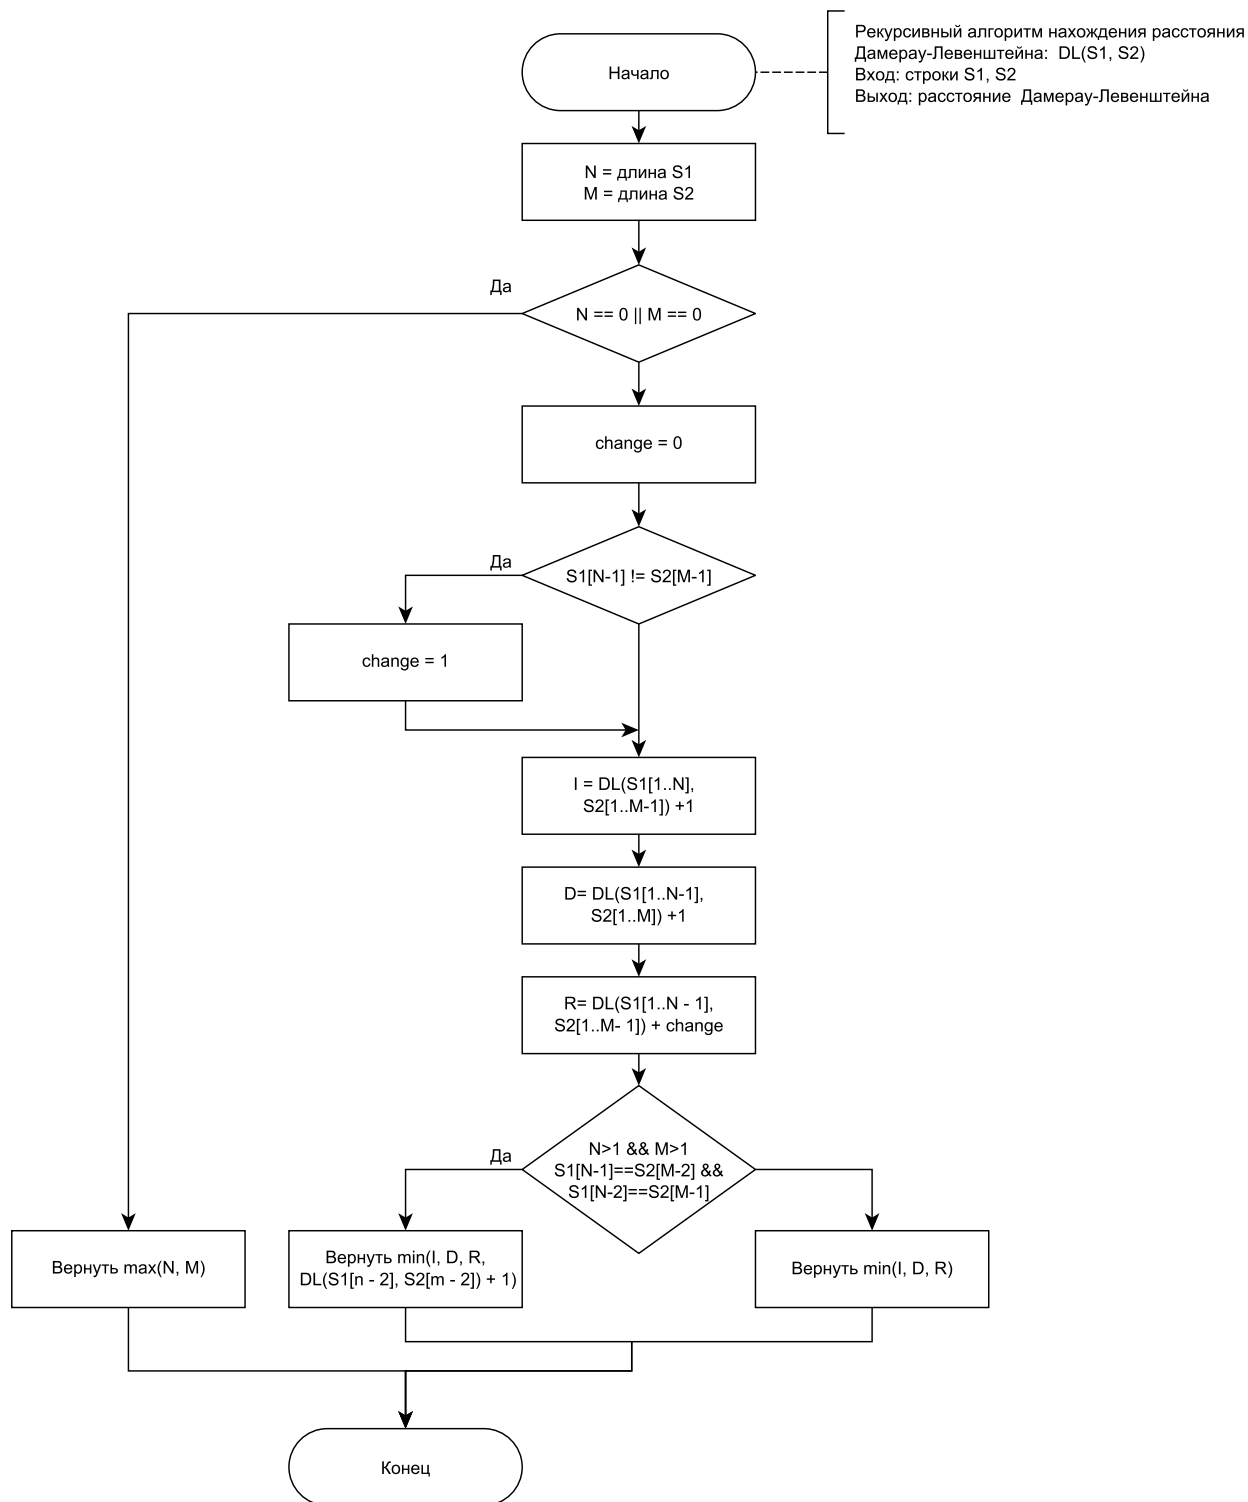 Начало
Рекурсивный алгоритм нахождения расстояния
Дамерау-Левенштейна: DL(S1, S2)
Вход: строки S1, S2
Выход: расстояние Дамерау-Левенштейна
N = длина S1
M = длина S2
Да
N == 0 || M == 0
change = 0
Да
S1[N-1] != S2[M-1]
change = 1
I = DL(S1[1..N],
S2[1..M-1]) +1
D= DL(S1[1..N-1],
S2[1..M]) +1
R= DL(S1[1..N - 1],
S2[1..M- 1]) + change
Да
N>1 && M>1
S1[N-1]==S2[M-2] &&
S1[N-2]==S2[M-1]
Вернуть max(N, M)
Вернуть min(I, D, R,
DL(S1[n - 2], S2[m - 2]) + 1)
Вернуть min(I, D, R)
Конец